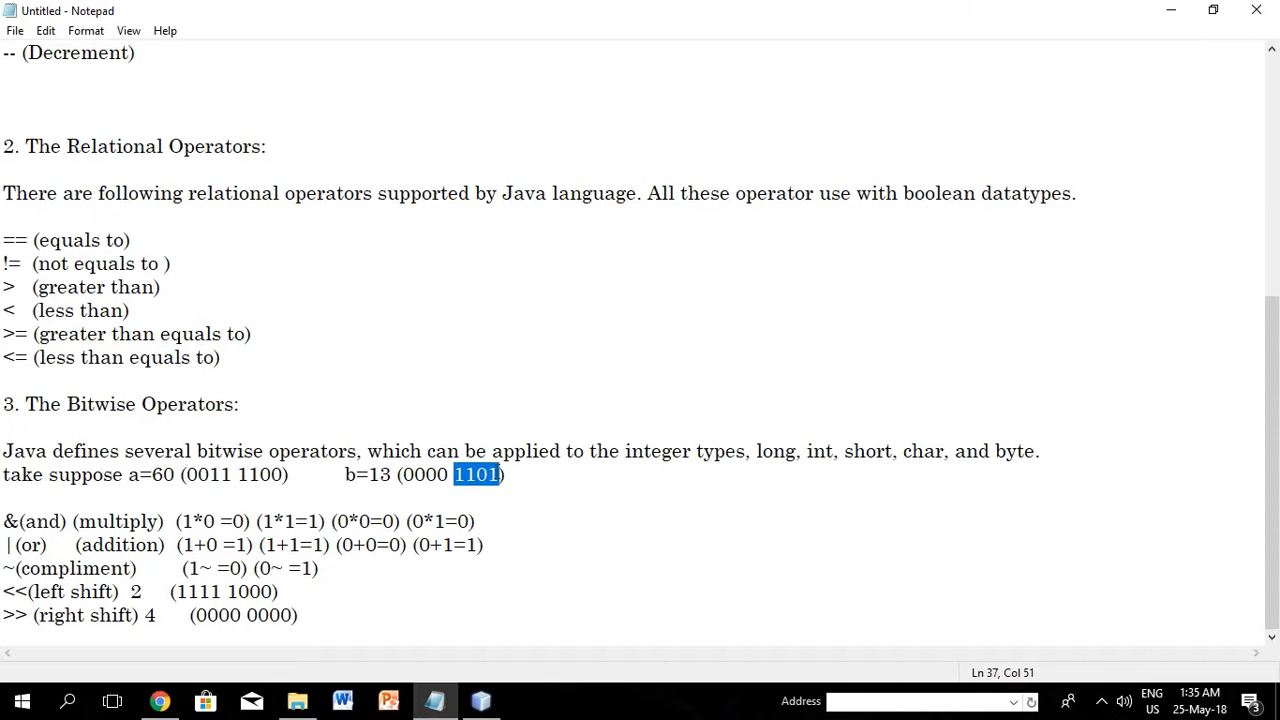 Untitled - Notepad
File Edit Format View Help
-- (Decrement)
2. The Relational Operators:
There are following relational operators supported by Java language. All these operator use with boolean datatypes.
== (equals to)
!= (not equals to )
> (greater than)
< (less than)
>= (greater than equals to)
<= (less than equals to)
3. The Bitwise Operators:
Java defines several bitwise operators, which can be applied to the integer types, long, int, short, char, and byte.
take suppose a=60 (0011 1100) b=13 (0000 1101)
&(and) (multiply) (1*0 =0) (1*1=1) (0*0=0) (0*1=0)
|(or) (addition) (1+0 =1) (1+1=1) (0+0=0) (0+1=1)
~(compliment) (1~ =0) (0~ =1)
<<(left shift) 2 (1111 1000)
>> (right shift) 4 (0000 0000)
Ln 37, Col 51
Address
ENG
US
1:35 AM
25-May-18
3